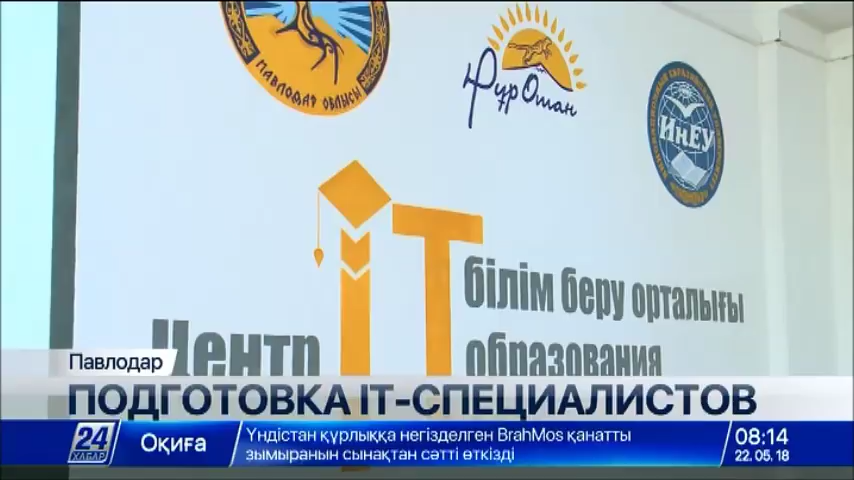 ПАВЛОДАР ОБЛЫСЫ
Нұр Отан
ИнЕУ
IT
білім беру орталығы
Центр
образования
Павлодар
ПОДГОТОВКА IT-СПЕЦИАЛИСТОВ
24
ХАБАР
Оқиға
Үндістан құрлыққа негізделген BrahMos қанатты
зымыранын сынақтан сәтті өткізді
08:14
22.05.18